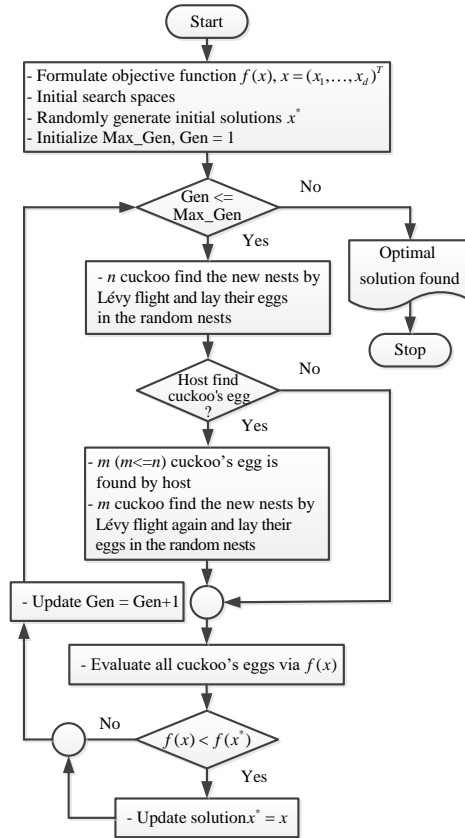 Start
- Formulate objective function f(x), x = (x₁,...,x_d)ᵀ
- Initial search spaces
- Randomly generate initial solutions x*
- Initialize Max_Gen, Gen = 1
No
Gen <=
Max_Gen
Yes
Optimal
solution found
Stop
- n cuckoo find the new nests by
Lévy flight and lay their eggs
in the random nests
Host find
cuckoo's egg
?
No
Yes
- m (m<=n) cuckoo's egg is
found by host
- m cuckoo find the new nests by
Lévy flight again and lay their
eggs in the random nests
- Update Gen = Gen+1
- Evaluate all cuckoo's eggs via f(x)
No
f(x) < f(x*)
Yes
- Update solution x* = x